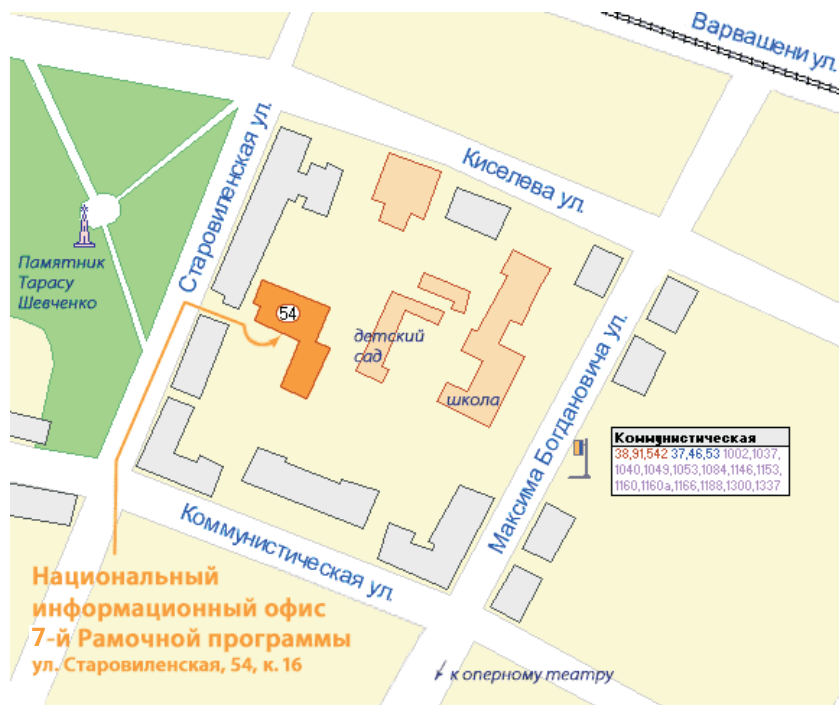 Варвашени ул.
Киселева ул.
Старовиленская ул.
Памятник
Тарасу
Шевченко
54
детский
сад
школа
Максима Богдановича ул.
Коммунистическая
38,91,542 37,46,53 1002,1037,
1040,1049,1053,1084,1146,1153,
1160,1160а,1166,1188,1300,1337
Коммунистическая ул.
Национальный
информационный офис
7-й Рамочной программы
ул. Старовиленская, 54, к. 16
к оперному театру